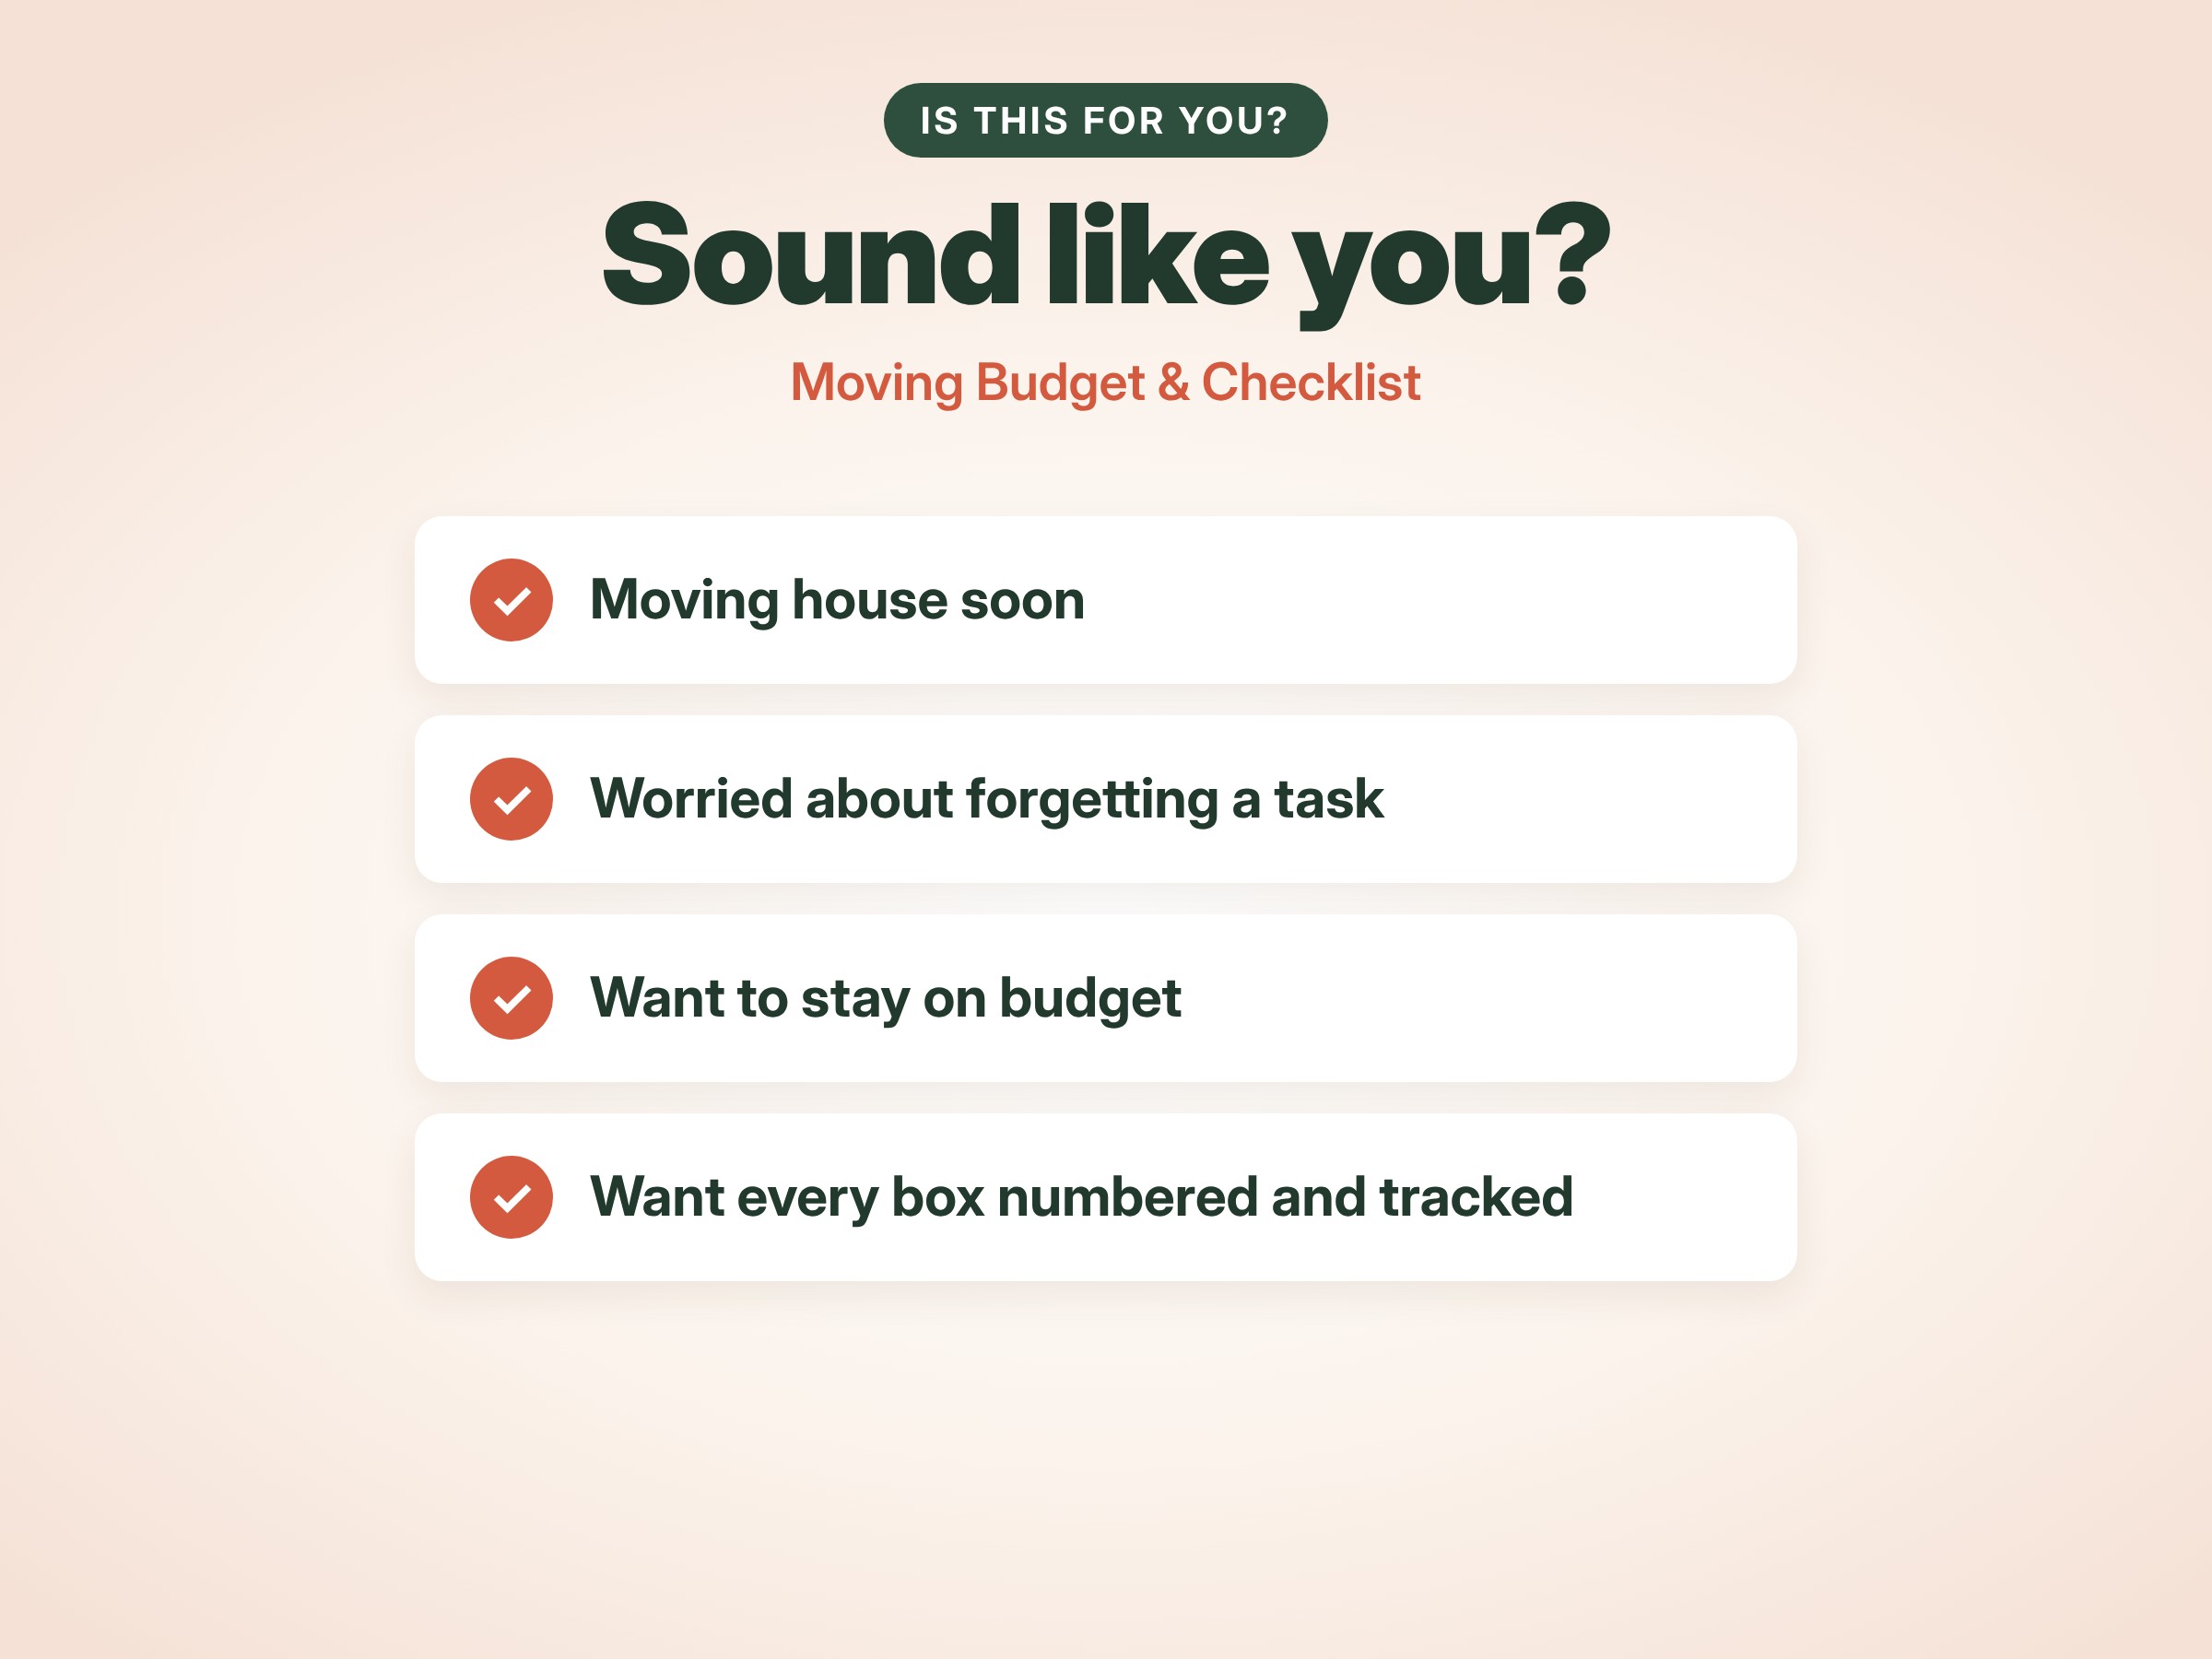 IS THIS FOR YOU?
Sound like you?
Moving Budget & Checklist
Moving house soon
Worried about forgetting a task
Want to stay on budget
Want every box numbered and tracked